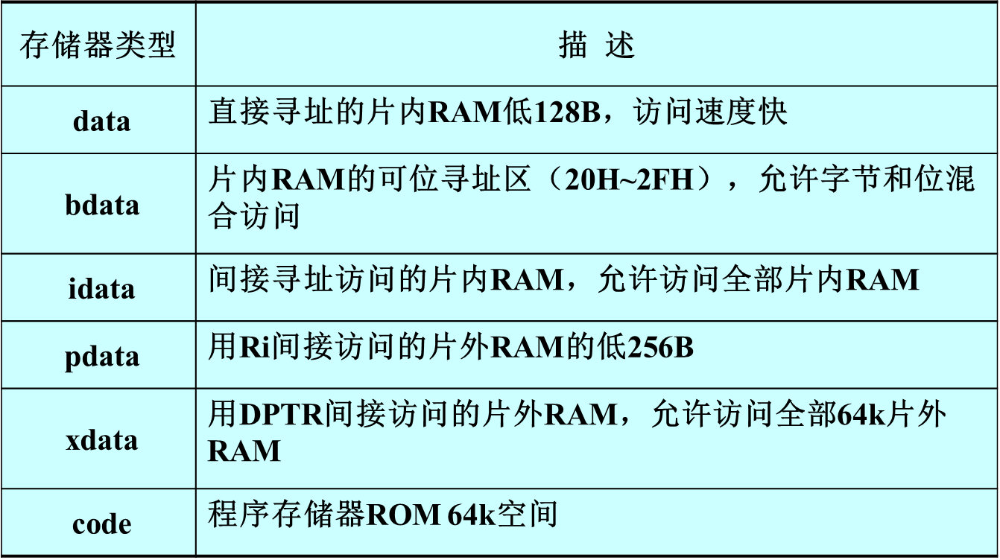 存储器类型
描 述
data
直接寻址的片内RAM低128B，访问速度快
bdata
片内RAM的可位寻址区（20H~2FH），允许字节和位混
合访问
idata
间接寻址访问的片内RAM，允许访问全部片内RAM
pdata
用Ri间接访问的片外RAM的低256B
xdata
用DPTR间接访问的片外RAM，允许访问全部64k片外
RAM
code
程序存储器ROM 64k空间